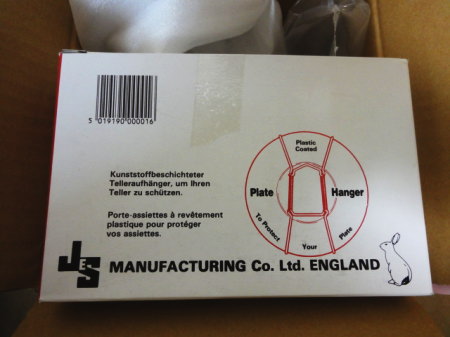 5 019190 000016
Plastic
Coated
Plate Hanger
To Protect
Your
Plate
Kunststoffbeschichteter
Telleraufhänger, um Ihren
Teller zu schützen.
Porte-assiettes à revêtement
plastique pour protéger
vos assiettes.
J&S MANUFACTURING Co. Ltd. ENGLAND